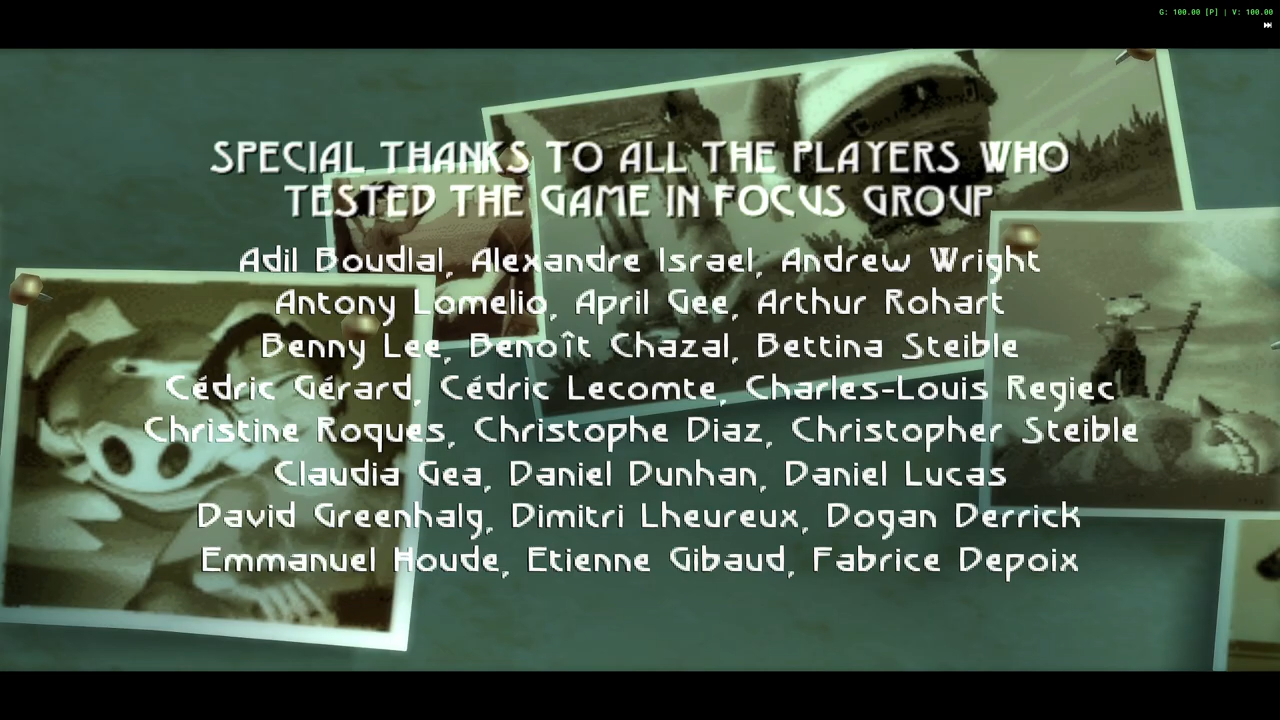 G: 100.00 [P] | V: 100.00
SPECIAL THANKS TO ALL THE PLAYERS WHO
TESTED THE GAME IN FOCUS GROUP
Adil Boudlal, Alexandre Israel, Andrew Wright
Antony Lomelio, April Gee, Arthur Rohart
Benny Lee, Benoît Chazal, Bettina Steible
Cédric Gérard, Cédric Lecomte, Charles-Louis Regiec
Christine Roques, Christophe Diaz, Christopher Steible
Claudia Gea, Daniel Dunhan, Daniel Lucas
David Greenhalg, Dimitri Lheureux, Dogan Derrick
Emmanuel Houde, Etienne Gibaud, Fabrice Depoix